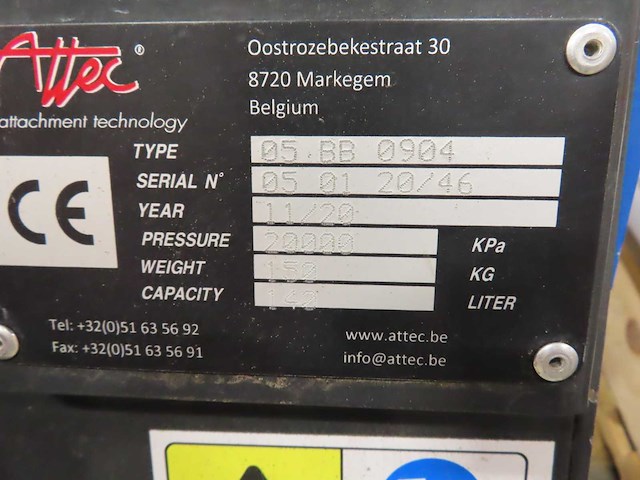 Attec®
attachment technology
Oostrozebekestraat 30
8720 Markegem
Belgium
CE
TYPE 05.BB 0904
SERIAL N° 05 01 20/46
YEAR 11/20
PRESSURE 20000 KPa
WEIGHT 150 KG
CAPACITY 140 LITER
Tel: +32(0)51 63 56 92
Fax: +32(0)51 63 56 91
www.attec.be
info@attec.be